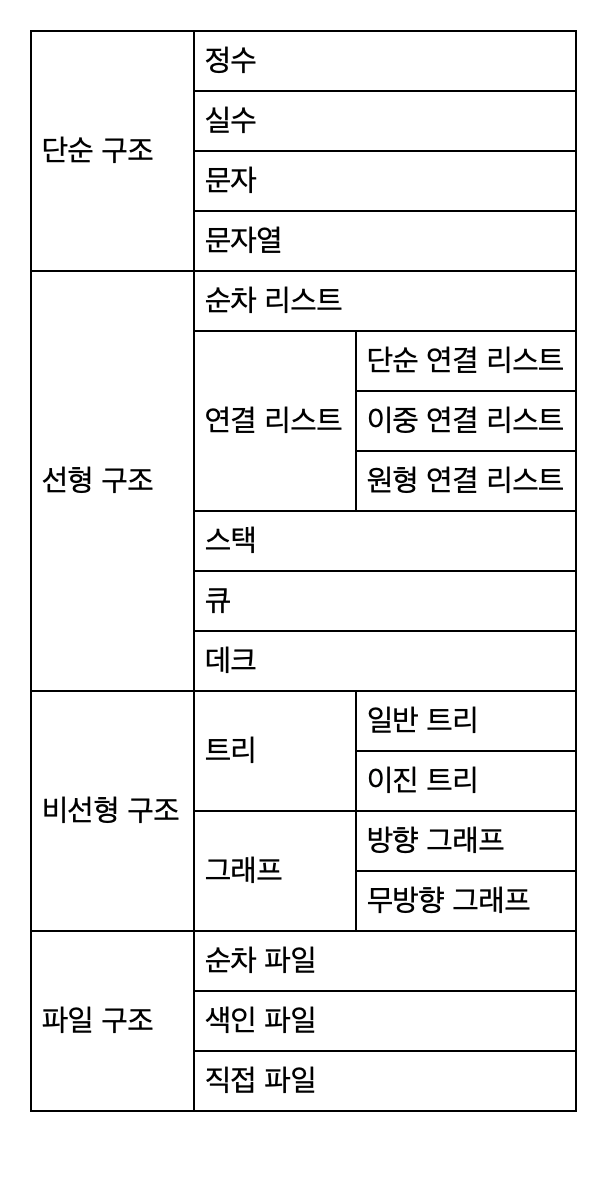 단순 구조
정수
실수
문자
문자열
선형 구조
순차 리스트
연결 리스트
단순 연결 리스트
이중 연결 리스트
원형 연결 리스트
스택
큐
데크
비선형 구조
트리
일반 트리
이진 트리
그래프
방향 그래프
무방향 그래프
파일 구조
순차 파일
색인 파일
직접 파일